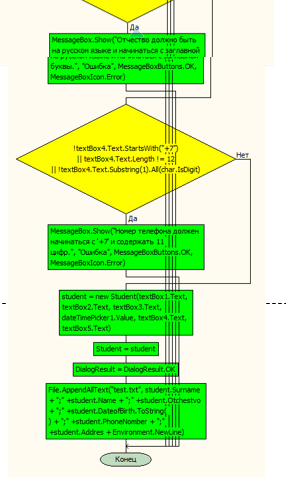 Да
MessageBox.Show("Отчество должно быть
на русском языке и начинаться с заглавной
буквы.", "Ошибка", MessageBoxButtons.OK,
MessageBoxIcon.Error)
!textBox4.Text.StartsWith("+7")
|| textBox4.Text.Length != 12
|| !textBox4.Text.Substring(1).All(char.IsDigit)
Нет
Да
MessageBox.Show("Номер телефона должен
начинаться с '+7 и содержать 11
цифр.", "Ошибка", MessageBoxButtons.OK,
MessageBoxIcon.Error)
student = new Student(textBox1.Text,
textBox2.Text, textBox3.Text,
dateTimePicker1.Value, textBox4.Text,
textBox5.Text)
Student = student
DialogResult = DialogResult.OK
File.AppendAllText("test.txt", student.Surname
+ ";" +student.Name + ";" +student.Otchestvo
+ ";" +student.DateofBirth.ToString(
) + ";" +student.PhoneNumber + ";"
+student.Addres + Environment.NewLine)
Конец